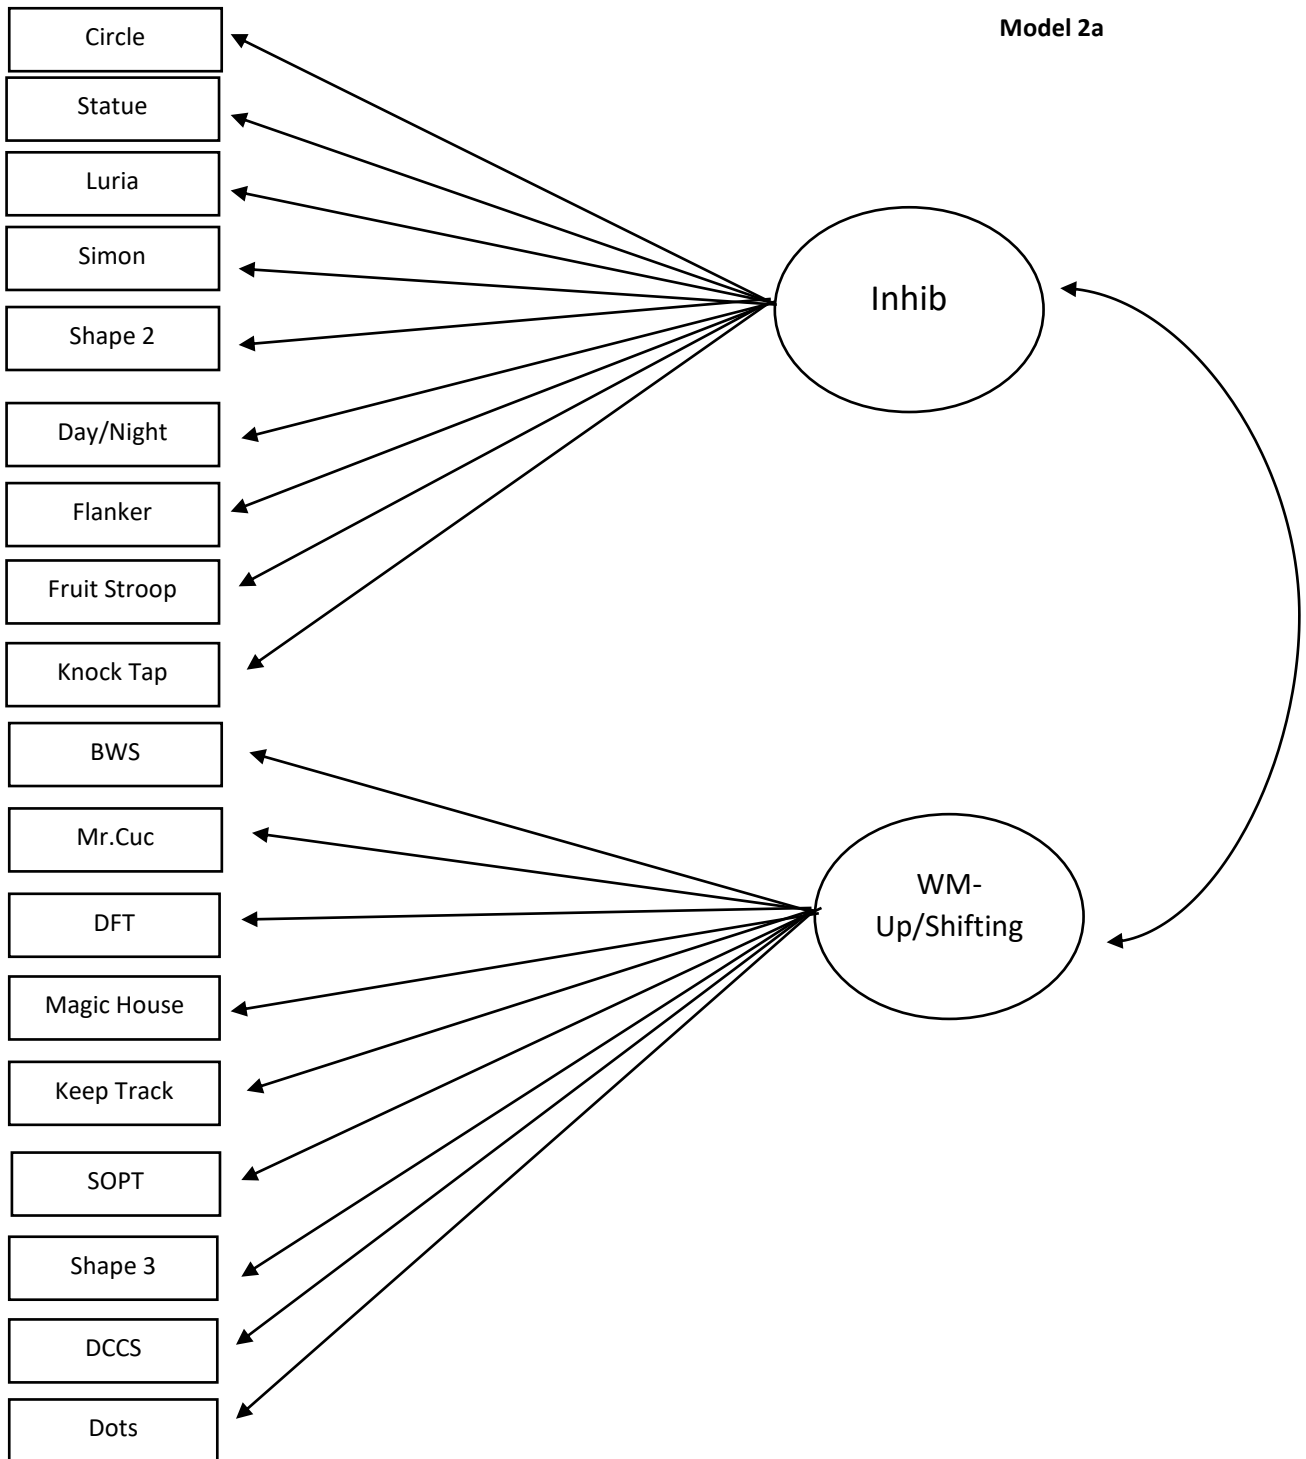 Model 2a
Circle
Statue
Luria
Simon
Inhib
Shape 2
Day/Night
Flanker
Fruit Stroop
Knock Tap
BWS
Mr.Cuc
WM-
Up/Shifting
DFT
Magic House
Keep Track
SOPT
Shape 3
DCCS
Dots